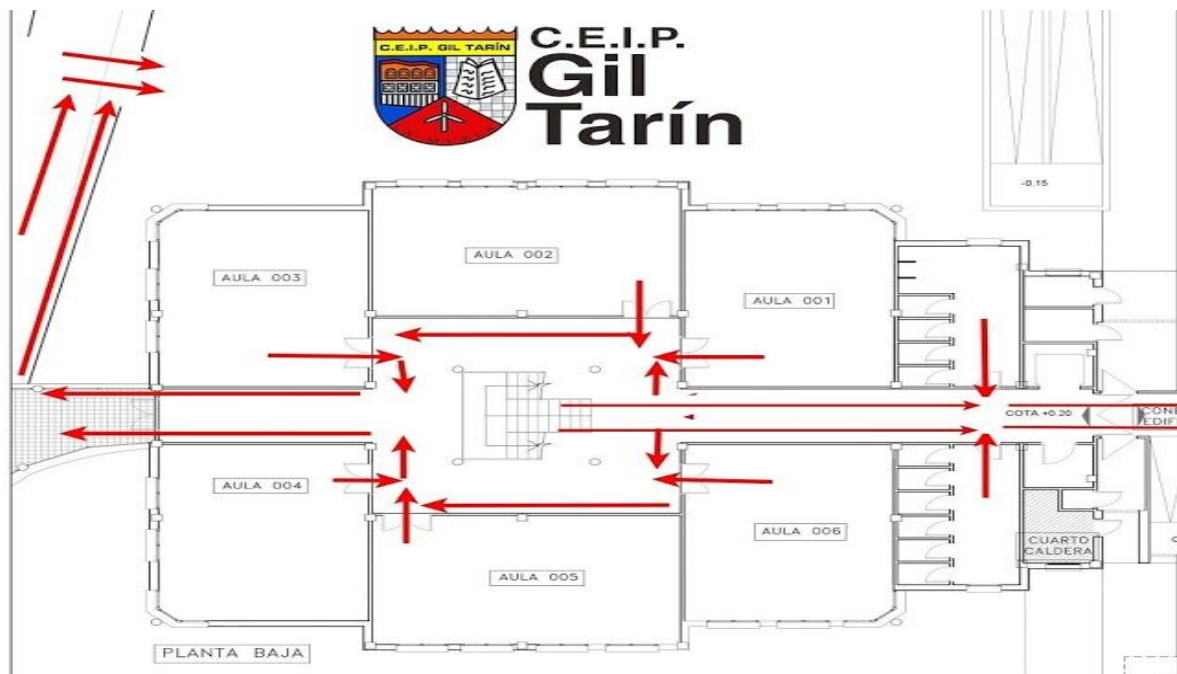 C.E.I.P. GIL TARÍN
C.E.I.P.
Gil
Tarín
-0.15
AULA 002
AULA 003
AULA 001
COTA +0.20
AULA 004
AULA 006
AULA 005
CUARTO
CALDERA
PLANTA BAJA